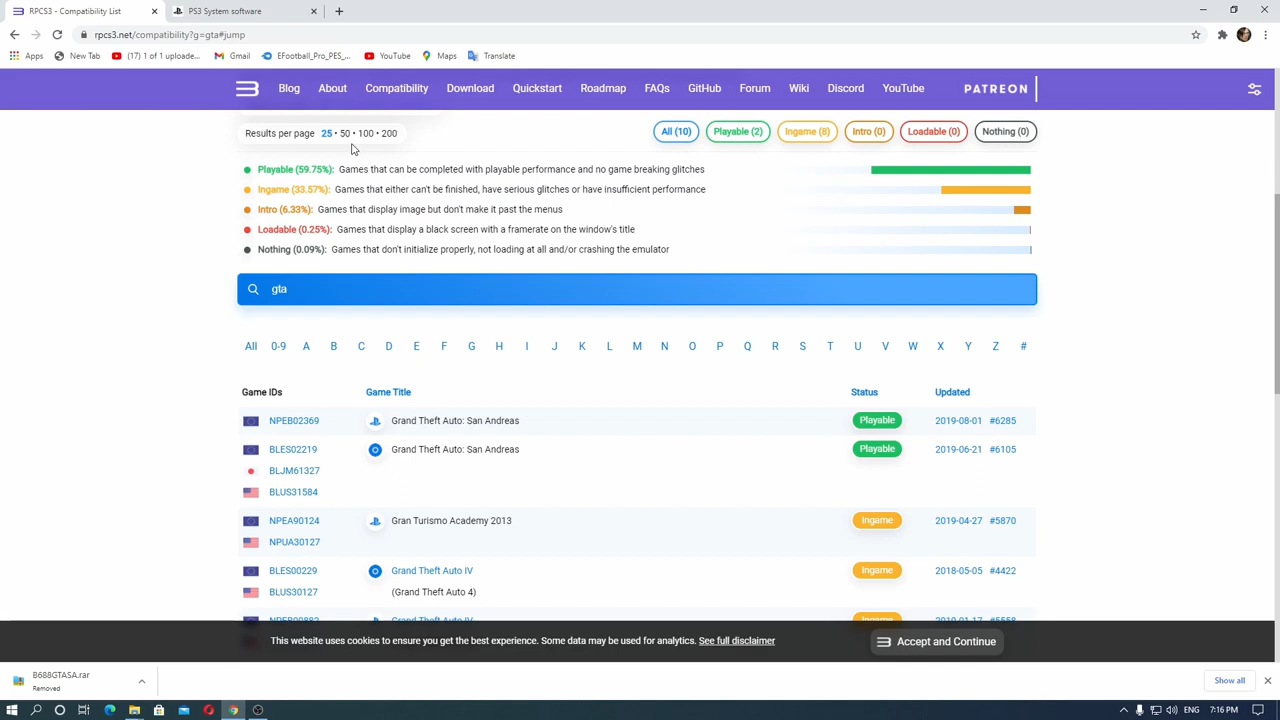 RPCS3 - Compatibility List
PS3 System software
rpcs3.net/compatibility?g=gta#jump
Apps
New Tab
(17) 1 of 1 uploade...
Gmail
EFootball_Pro_PES_...
YouTube
Maps
Translate
Blog
About
Compatibility
Download
Quickstart
Roadmap
FAQs
GitHub
Forum
Wiki
Discord
YouTube
PATREON
Results per page 25 • 50 • 100 • 200
All (10)
Playable (2)
Ingame (8)
Intro (0)
Loadable (0)
Nothing (0)
Playable (59.75%): Games that can be completed with playable performance and no game breaking glitches
Ingame (33.57%): Games that either can't be finished, have serious glitches or have insufficient performance
Intro (6.33%): Games that display image but don't make it past the menus
Loadable (0.25%): Games that display a black screen with a framerate on the window's title
Nothing (0.09%): Games that don't initialize properly, not loading at all and/or crashing the emulator
gta
All 0-9 A B C D E F G H I J K L M N O P Q R S T U V W X Y Z #
Game IDs Game Title Status Updated
NPEB02369 Grand Theft Auto: San Andreas Playable 2019-08-01 #6285
BLES02219 Grand Theft Auto: San Andreas Playable 2019-06-21 #6105
BLJM61327
BLUS31584
NPEA90124 Gran Turismo Academy 2013 Ingame 2019-04-27 #5870
NPUA30127
BLES00229 Grand Theft Auto IV Ingame 2018-05-05 #4422
BLUS30127 (Grand Theft Auto 4)
This website uses cookies to ensure you get the best experience. Some data may be used for analytics. See full disclaimer
Accept and Continue
B688GTASA.rar
Removed
Show all
ENG 7:16 PM